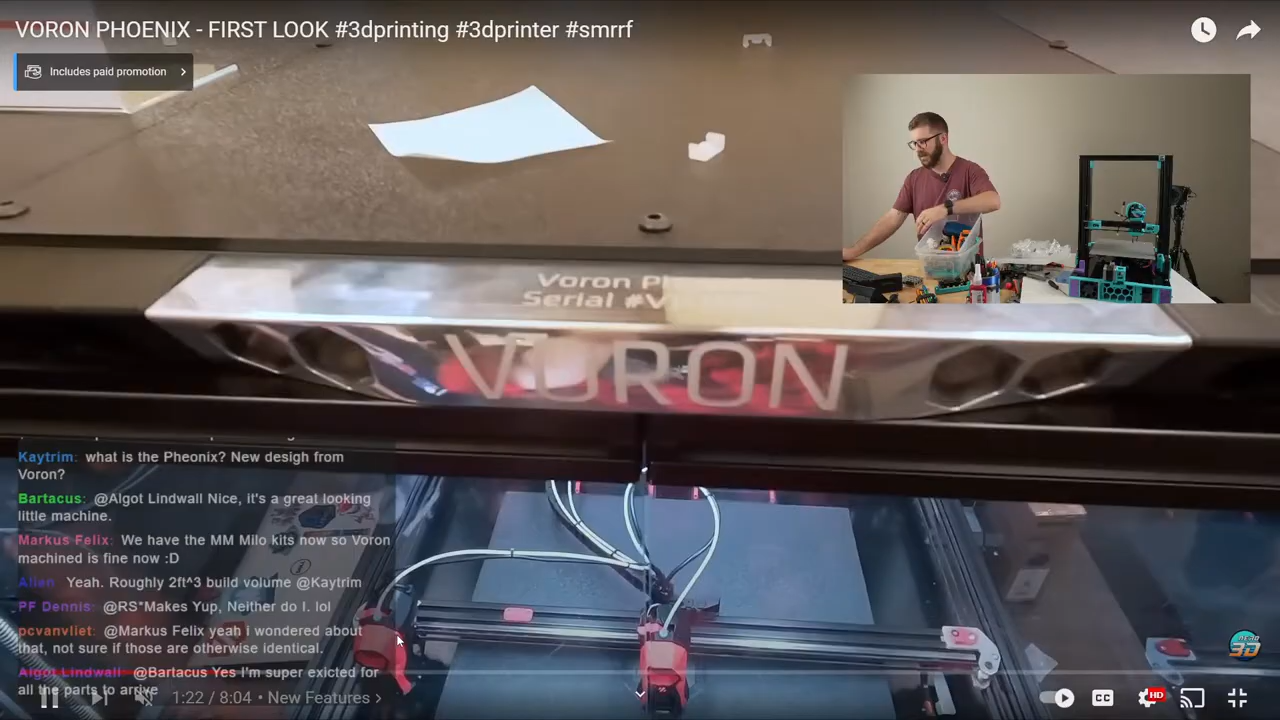 VORON PHOENIX - FIRST LOOK #3dprinting #3dprinter #smrrf
Includes paid promotion
Voron
Serial
VORON
Kaytrim: what is the Pheonix? New desigh from
Voron?
Bartacus: @Algot Lindwall Nice, it's a great looking
little machine.
Markus Felix: We have the MM Milo kits now so Voron
machined is fine now :D
Allen Yeah. Roughly 2ft^3 build volume @Kaytrim
PF Dennis: @RS*Makes Yup, Neither do I. lol
pcvanvliet: @Markus Felix yeah i wondered about
that, not sure if those are otherwise identical.
Algot Lindwall: @Bartacus Yes I'm super exicted for
all the parts to arrive
1:22 / 8:04 • New Features
CC
HD
3D